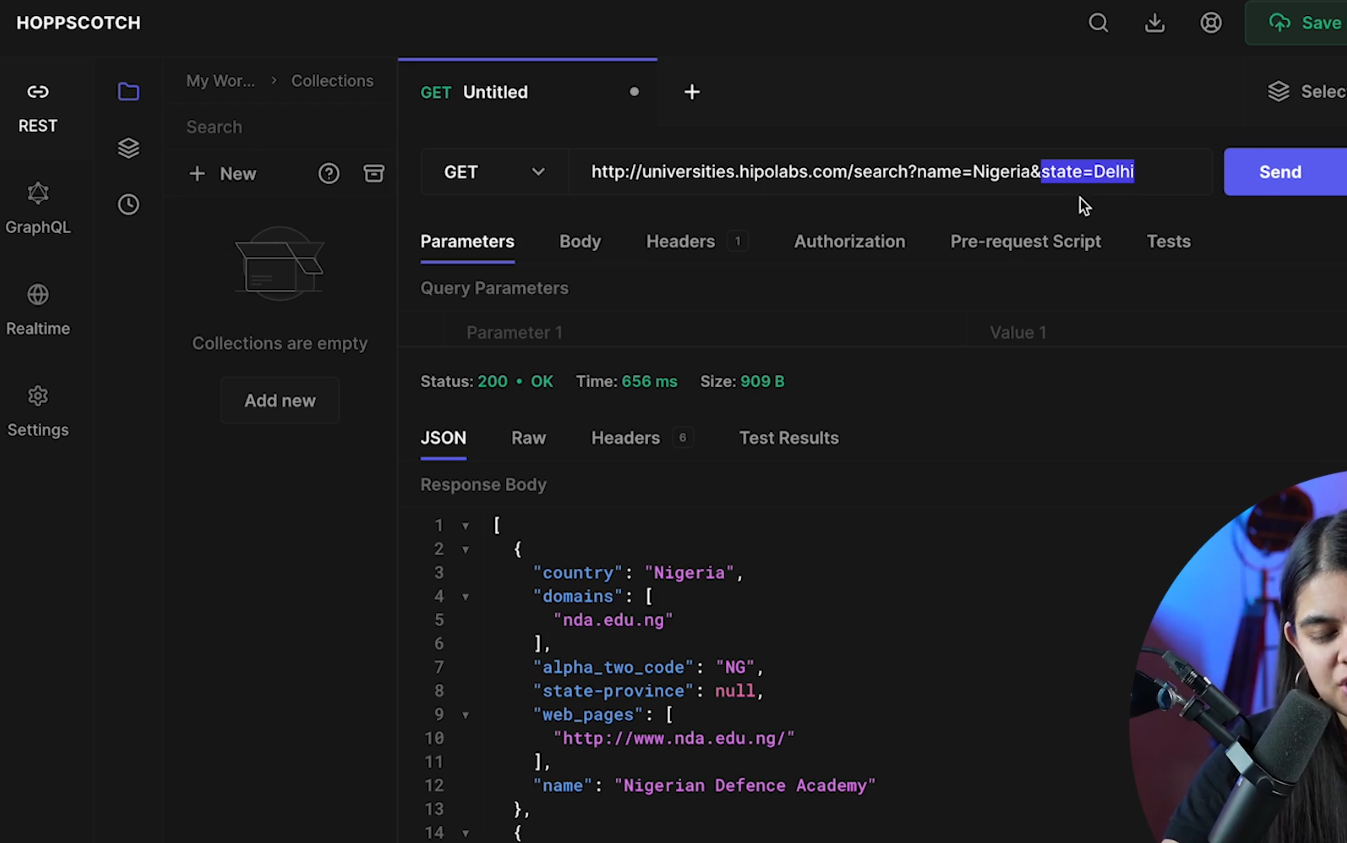 HOPPSCOTCH
Save
My Wor... > Collections
GET Untitled
Selec
REST
Search
+ New
GET
http://universities.hipolabs.com/search?name=Nigeria&state=Delhi
Send
GraphQL
Parameters Body Headers 1 Authorization Pre-request Script Tests
Query Parameters
Realtime
Parameter 1 Value 1
Collections are empty
Status: 200 • OK Time: 656 ms Size: 909 B
Add new
Settings
JSON Raw Headers 6 Test Results
Response Body
1 [
2 {
3 "country": "Nigeria",
4 "domains": [
5 "nda.edu.ng"
6 ],
7 "alpha_two_code": "NG",
8 "state-province": null,
9 "web_pages": [
10 "http://www.nda.edu.ng/"
11 ],
12 "name": "Nigerian Defence Academy"
13 },
14 {